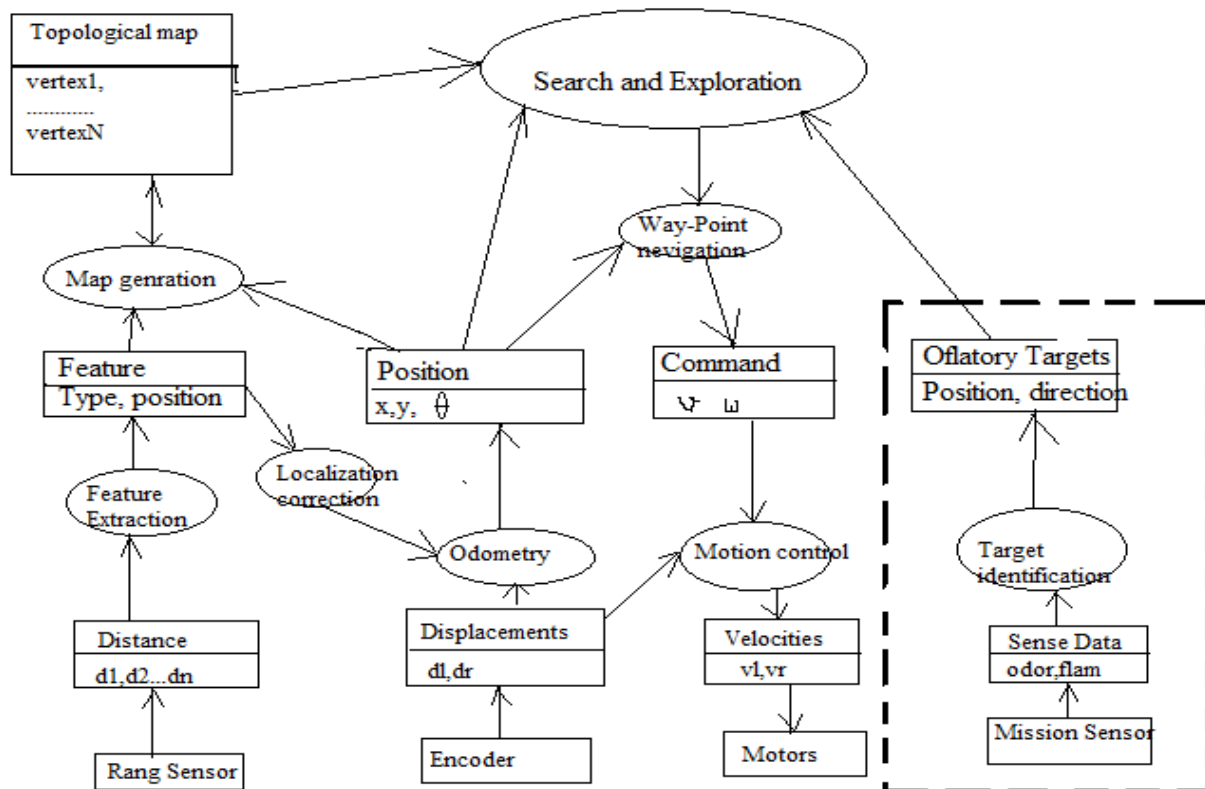 Topological map
vertex1,
............
vertexN
Search and Exploration
Way-Point
nevigation
Map genration
Feature
Type, position
Position
x,y, θ
Command
v ω
Oflatory Targets
Position, direction
Localization
correction
Feature
Extraction
Odometry
Motion control
Target
identification
Distance
d1,d2...dn
Displacements
dl,dr
Velocities
vl,vr
Sense Data
odor,flam
Rang Sensor
Encoder
Motors
Mission Sensor